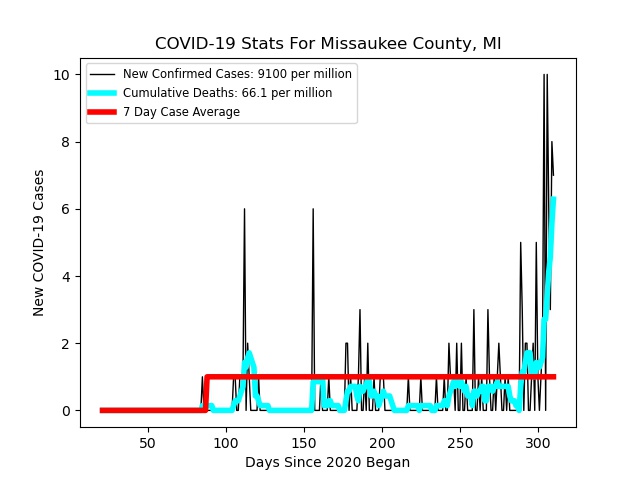 COVID-19 Stats For Missaukee County, MI
New Confirmed Cases: 9100 per million
Cumulative Deaths: 66.1 per million
7 Day Case Average
New COVID-19 Cases
10
8
6
4
2
0
50 100 150 200 250 300
Days Since 2020 Began